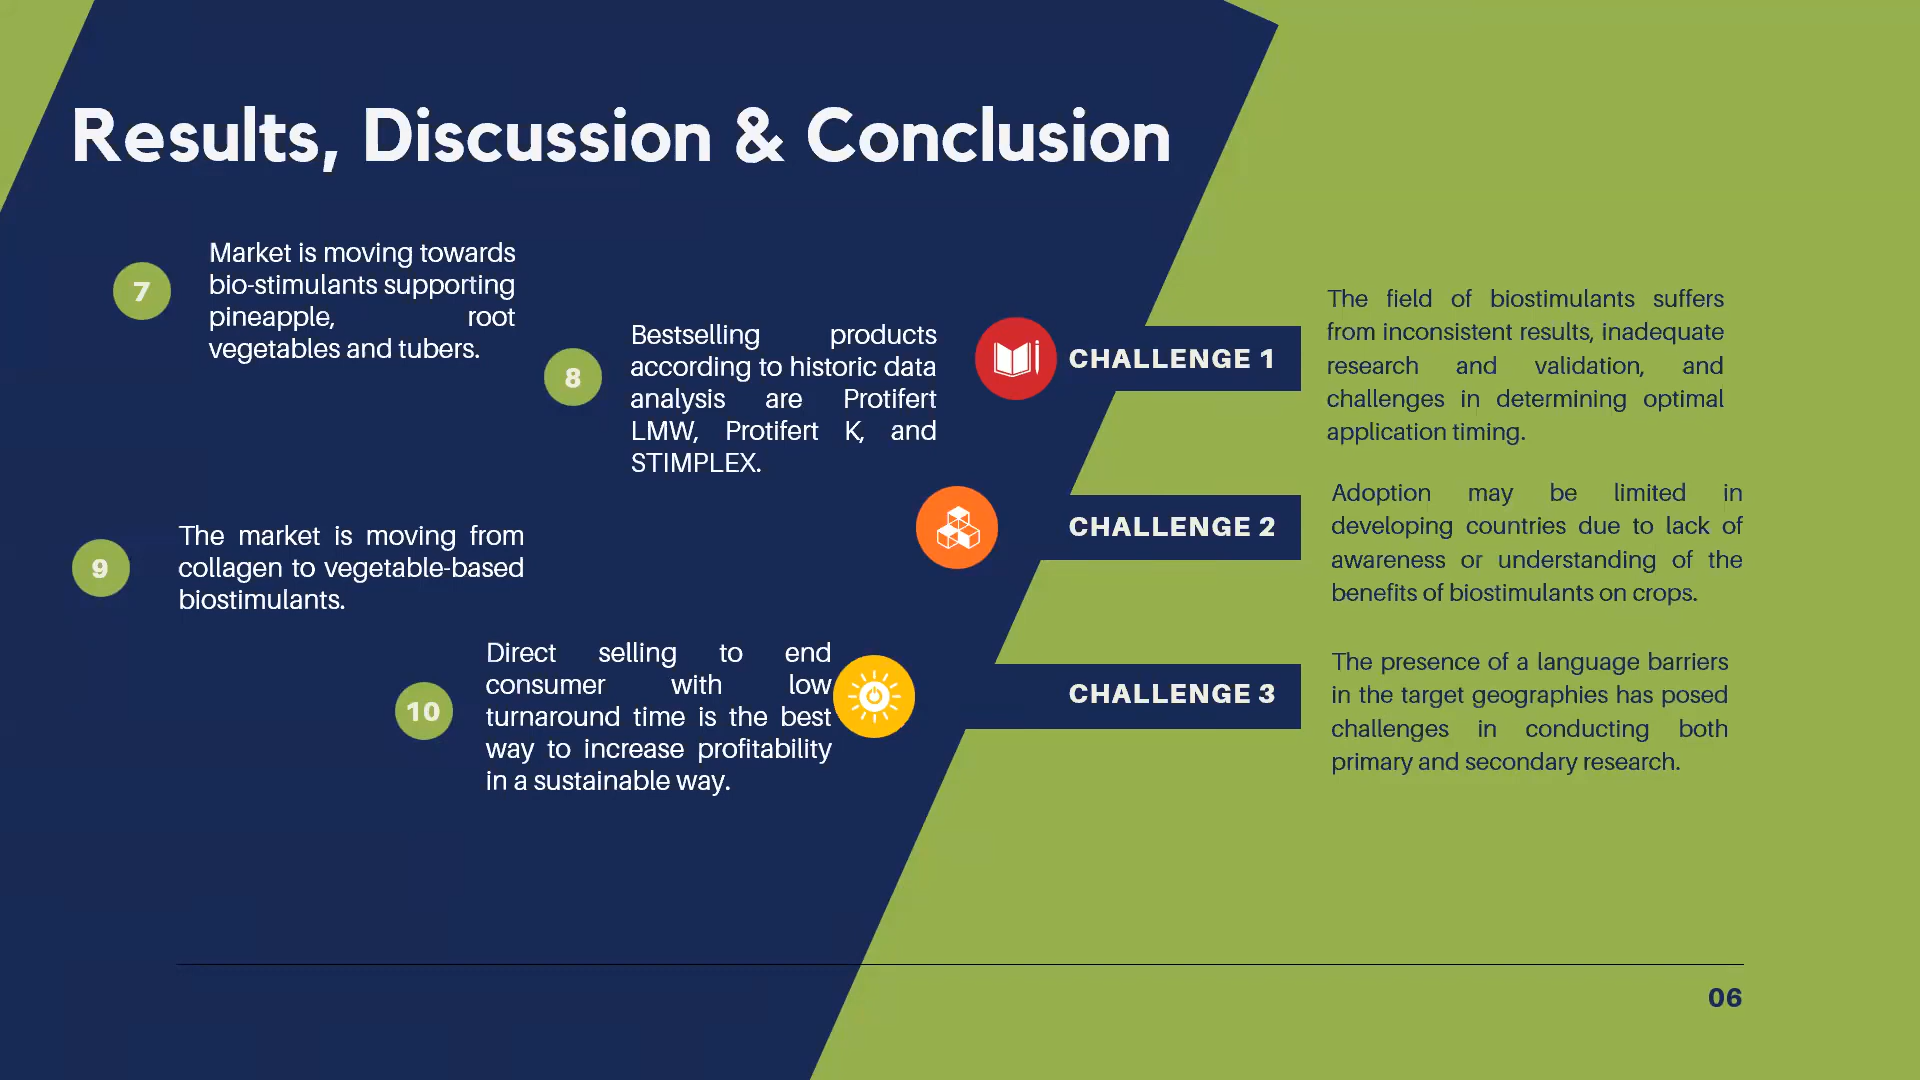 Results, Discussion & Conclusion
7
Market is moving towards
bio-stimulants supporting
pineapple, root
vegetables and tubers.
8
Bestselling products
according to historic data
analysis are Protifert
LMW, Protifert K, and
STIMPLEX.
9
The market is moving from
collagen to vegetable-based
biostimulants.
10
Direct selling to end
consumer with low
turnaround time is the best
way to increase profitability
in a sustainable way.
CHALLENGE 1
The field of biostimulants suffers
from inconsistent results, inadequate
research and validation, and
challenges in determining optimal
application timing.
CHALLENGE 2
Adoption may be limited in
developing countries due to lack of
awareness or understanding of the
benefits of biostimulants on crops.
CHALLENGE 3
The presence of a language barriers
in the target geographies has posed
challenges in conducting both
primary and secondary research.
06